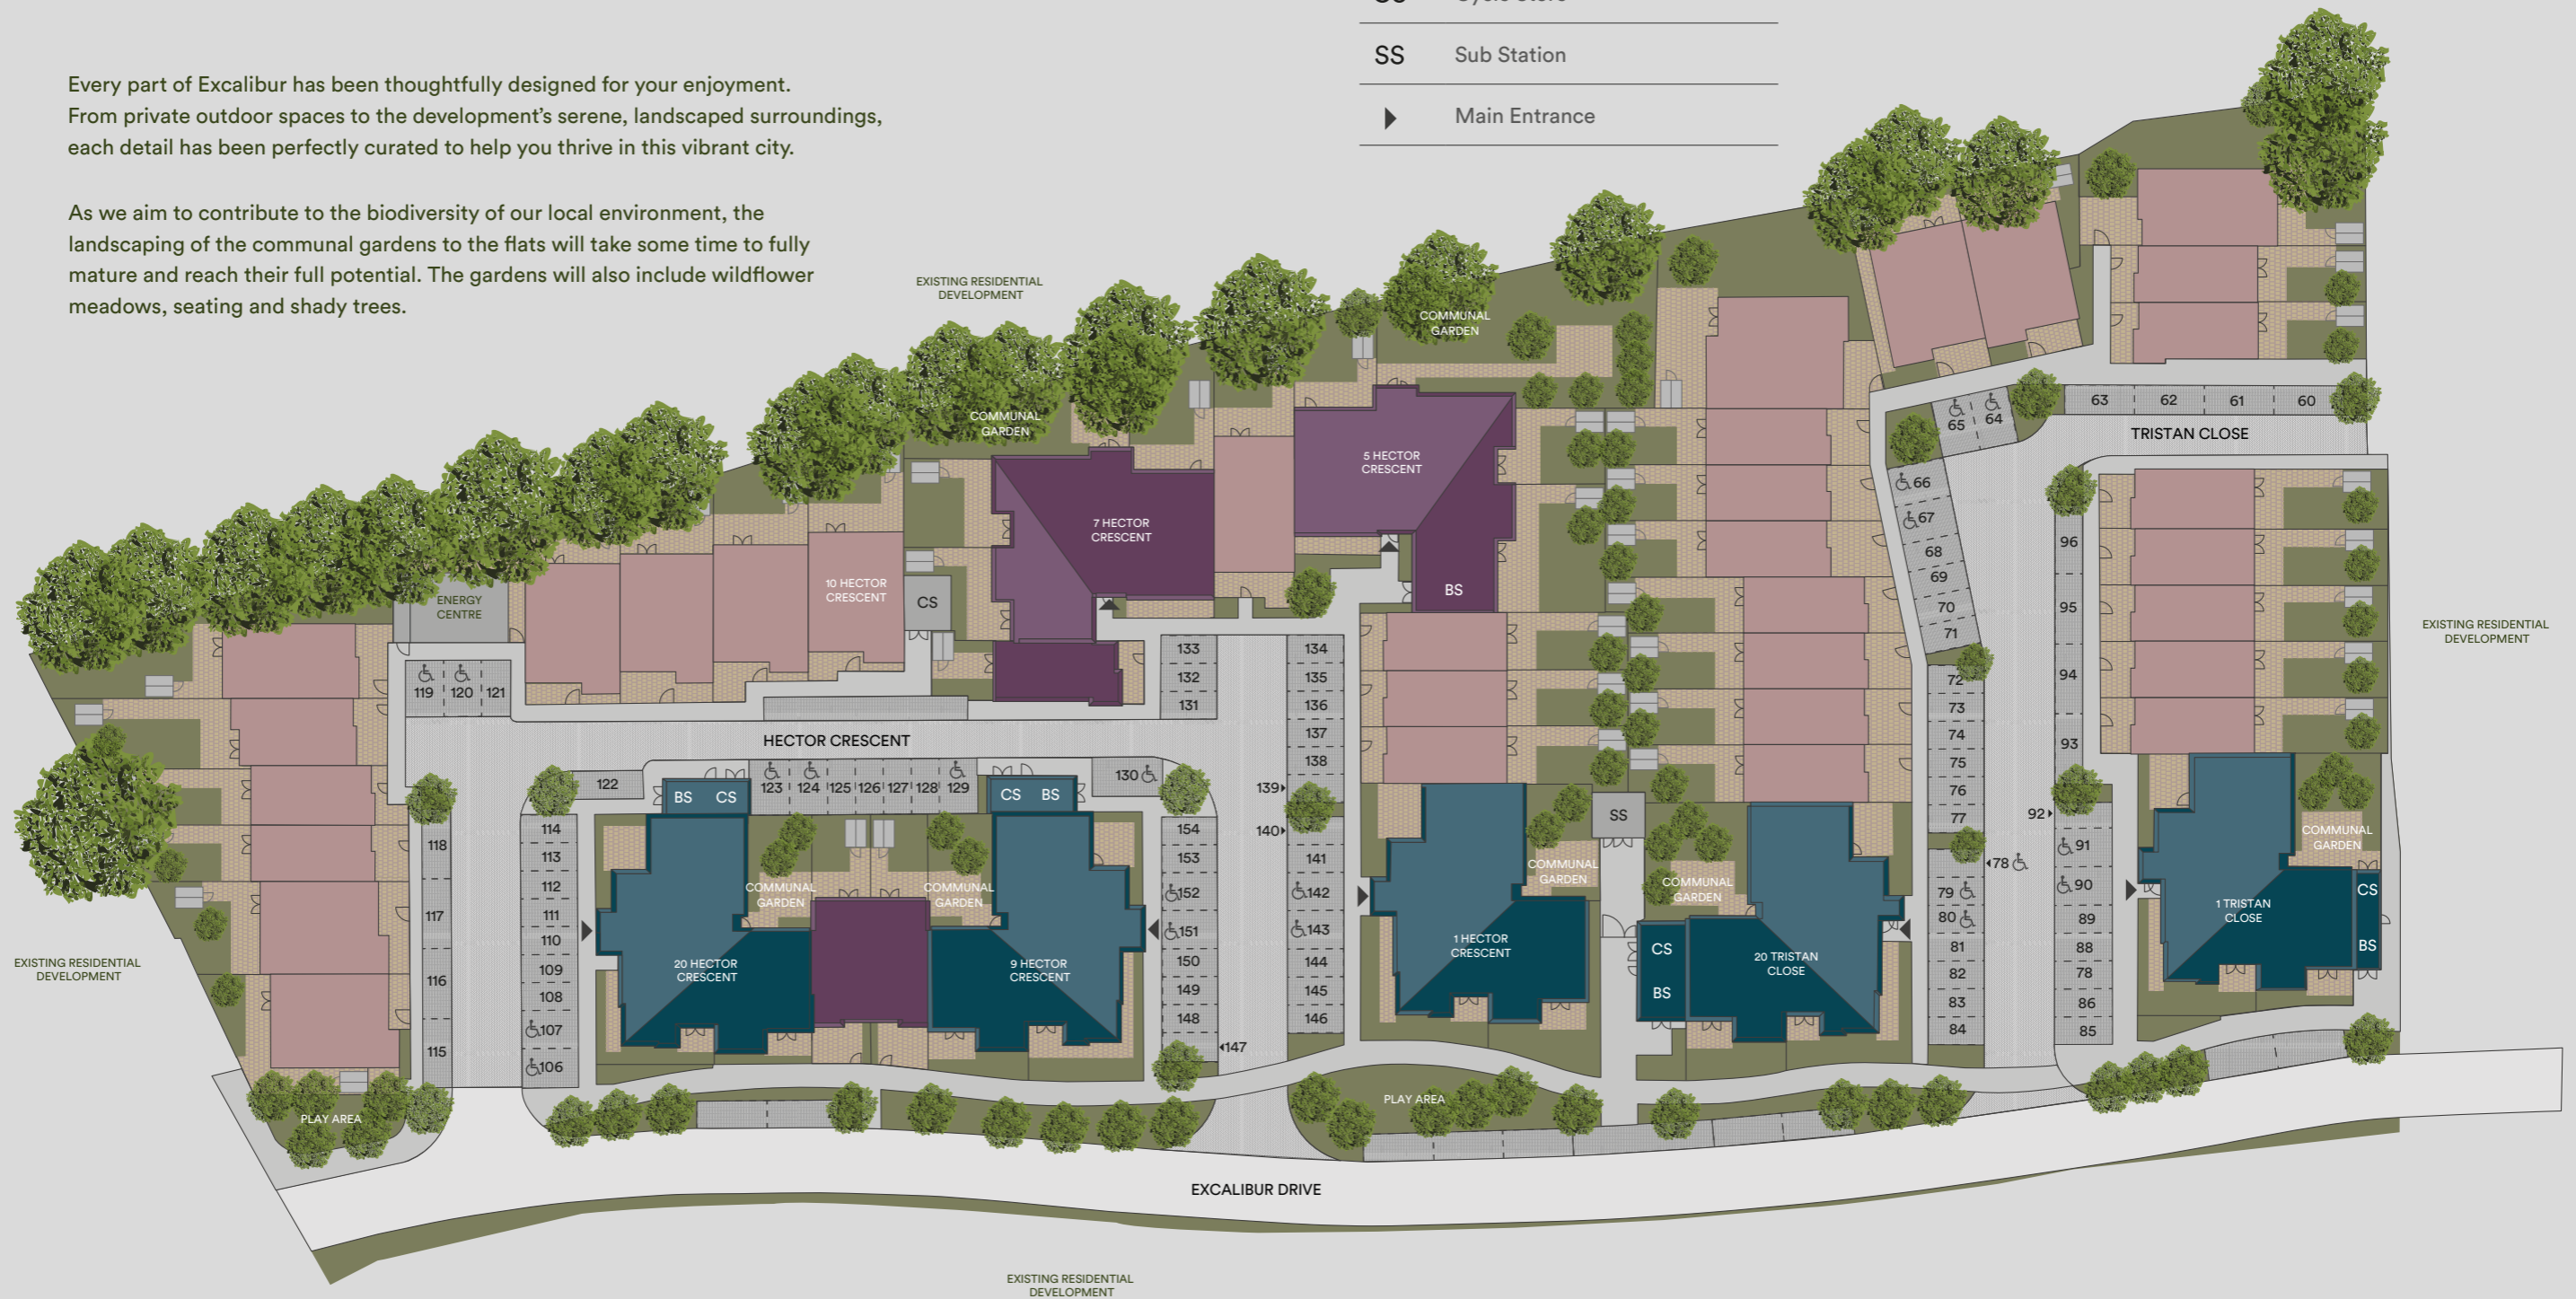 Every part of Excalibur has been thoughtfully designed for your enjoyment.
From private outdoor spaces to the development's serene, landscaped surroundings,
each detail has been perfectly curated to help you thrive in this vibrant city.
As we aim to contribute to the biodiversity of our local environment, the
landscaping of the communal gardens to the flats will take some time to fully
mature and reach their full potential. The gardens will also include wildflower
meadows, seating and shady trees.
SS Sub Station
Main Entrance
EXISTING RESIDENTIAL
DEVELOPMENT
COMMUNAL
GARDEN
COMMUNAL
GARDEN
63 62 61 60
65 64
TRISTAN CLOSE
5 HECTOR
CRESCENT
7 HECTOR
CRESCENT
10 HECTOR
CRESCENT
CS
BS
ENERGY
CENTRE
66
67
68
69
70
71
96
95
94
93
EXISTING RESIDENTIAL
DEVELOPMENT
119 120 121
133
132
131
134
135
136
137
138
139
140
141
142
143
144
145
146
72
73
74
75
76
77
78
79
80
81
82
83
84
HECTOR CRESCENT
122
BS CS
123 124 125 126 127 128 129
CS BS
130
118
117
116
115
114
113
112
111
110
109
108
107
106
COMMUNAL
GARDEN
COMMUNAL
GARDEN
20 HECTOR
CRESCENT
9 HECTOR
CRESCENT
154
153
152
151
150
149
148
147
SS
COMMUNAL
GARDEN
COMMUNAL
GARDEN
1 HECTOR
CRESCENT
CS
BS
20 TRISTAN
CLOSE
92
91
90
89
88
78
86
85
COMMUNAL
GARDEN
1 TRISTAN
CLOSE
CS
BS
EXISTING RESIDENTIAL
DEVELOPMENT
PLAY AREA
PLAY AREA
EXCALIBUR DRIVE
EXISTING RESIDENTIAL
DEVELOPMENT